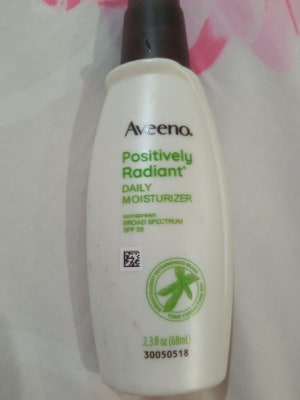 Aveeno.
Positively
Radiant®
DAILY
MOISTURIZER
sunscreen
BROAD SPECTRUM
SPF 30
2.3 fl oz (68mL)
30050518